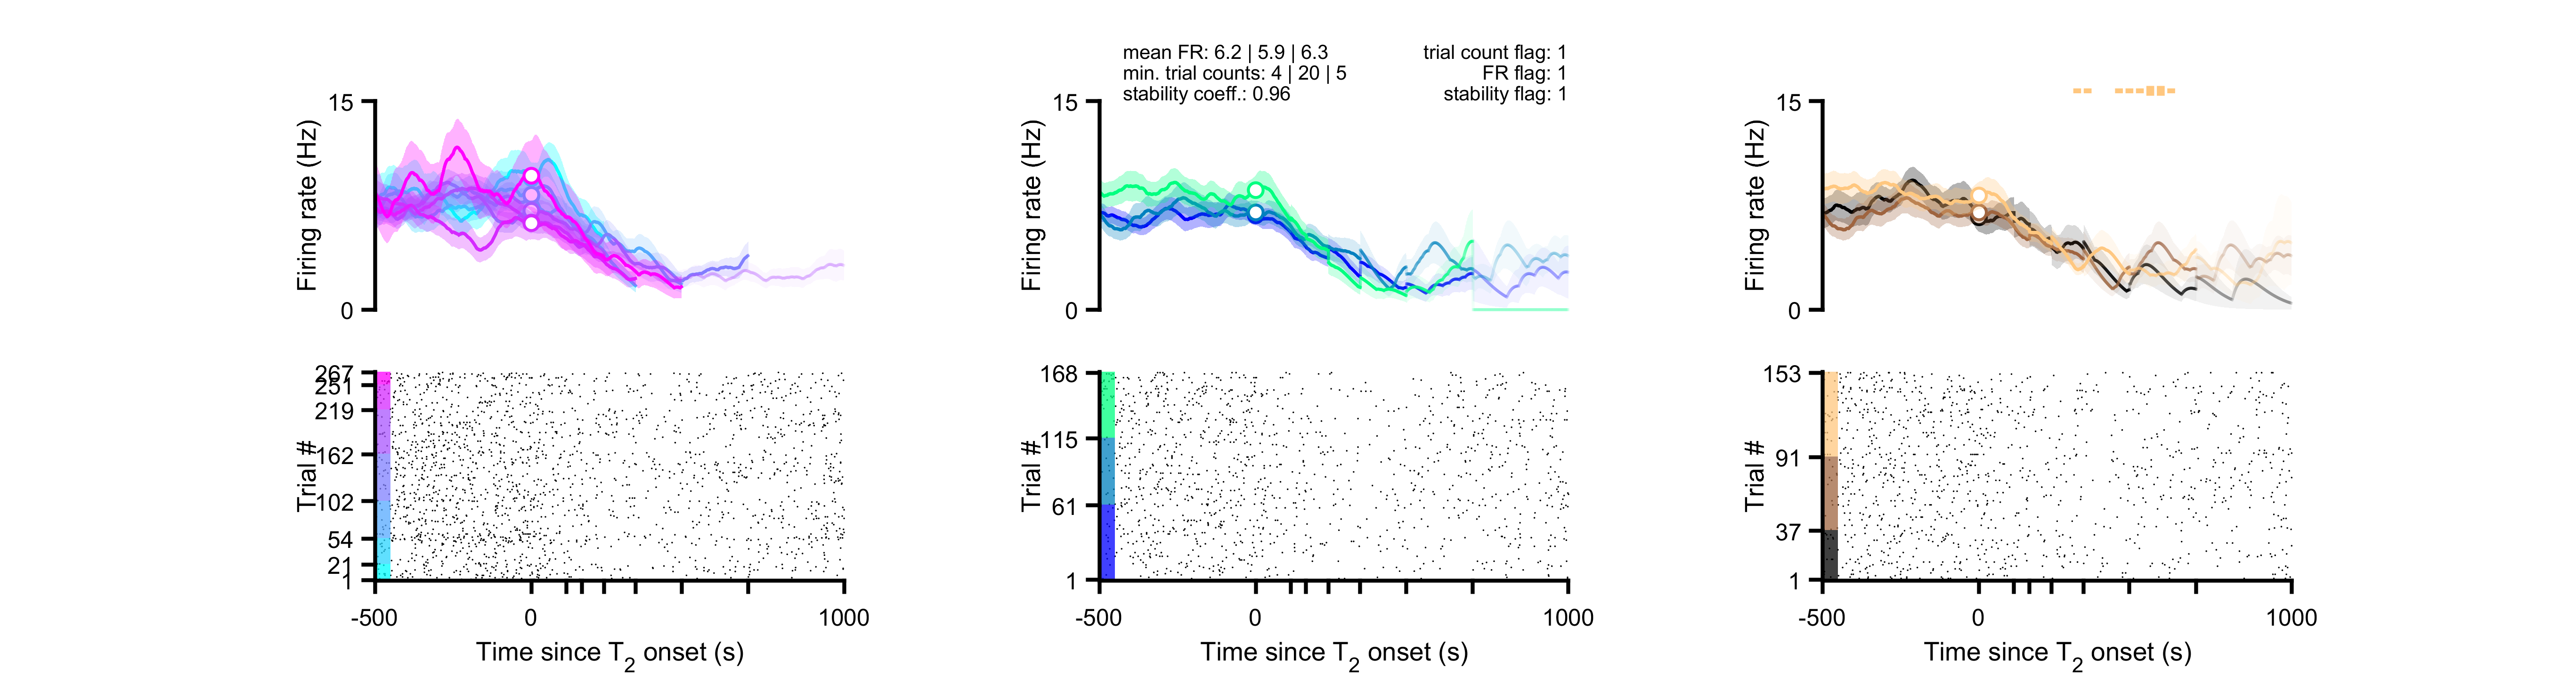 mean FR: 6.2 | 5.9 | 6.3
min. trial counts: 4 | 20 | 5
stability coeff.: 0.96
trial count flag: 1
FR flag: 1
stability flag: 1
15
Firing rate (Hz)
0
15
Firing rate (Hz)
0
15
Firing rate (Hz)
0
267
251
219
162
102
54
21
1
Trial #
-500
0
1000
Time since T2 onset (s)
168
115
61
1
Trial #
-500
0
1000
Time since T2 onset (s)
153
91
37
1
Trial #
-500
0
1000
Time since T2 onset (s)